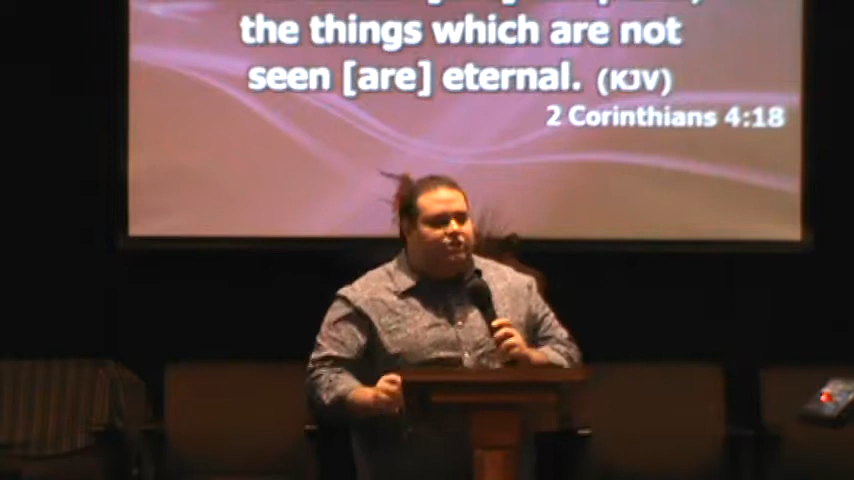 the things which are not
seen [are] eternal. (KJV)
2 Corinthians 4:18